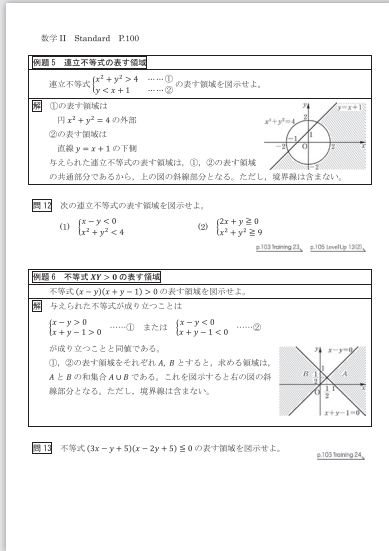 数学 II Standard P.100
例題 5 連立不等式の表す領域
連立不等式 { x² + y² > 4 ……① の表す領域を図示せよ。
y < x + 1 ……②
解 ①の表す領域は
円 x² + y² = 4 の外部
②の表す領域は
直線 y = x + 1 の下側
与えられた連立不等式の表す領域は，①，②の表す領域
の共通部分であるから，上の図の斜線部分となる。ただし，境界線は含まない。
y
y=x+1
x²+y²=4
2
1
-1
-2
O
2
x
-2
問 12 次の連立不等式の表す領域を図示せよ。
(1) { x − y < 0 (2) { 2x + y ≧ 0
x² + y² < 4 x² + y² ≧ 9
p.103 Training 23 p.105 LevelUp 13(2)
例題 6 不等式 XY > 0 の表す領域
不等式 (x − y)(x + y − 1) > 0 の表す領域を図示せよ。
解 与えられた不等式が成り立つことは
{ x − y > 0 ……① または { x − y < 0 ……②
x + y − 1 > 0 x + y − 1 < 0
が成り立つことと同値である。
①，②の表す領域をそれぞれ A, B とすると，求める領域は，
A と B の和集合 A ∪ B である。これを図示すると右の図の斜
線部分となる。ただし，境界線は含まない。
y
x−y=0
1
B
1/2
A
O
1/2
1
x
x+y−1=0
問 13 不等式 (3x − y + 5)(x − 2y + 5) ≦ 0 の表す領域を図示せよ。
p.103 Training 24